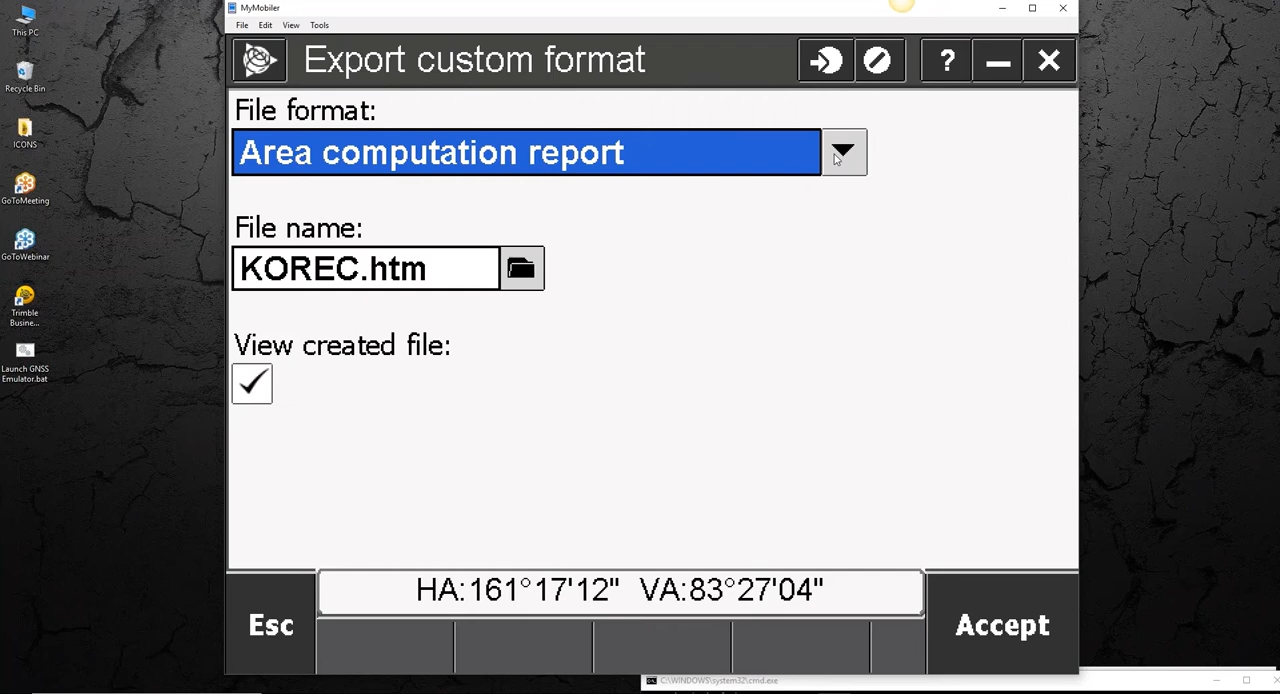 This PC
Recycle Bin
ICONS
GoToMeeting
GoToWebinar
Trimble
Busine...
Launch GNSS
Emulator.bat
MyMobiler
File Edit View Tools
Export custom format
?
File format:
Area computation report
File name:
KOREC.htm
View created file:
HA:161°17'12" VA:83°27'04"
Esc
Accept
C:\WINDOWS\system32\cmd.exe